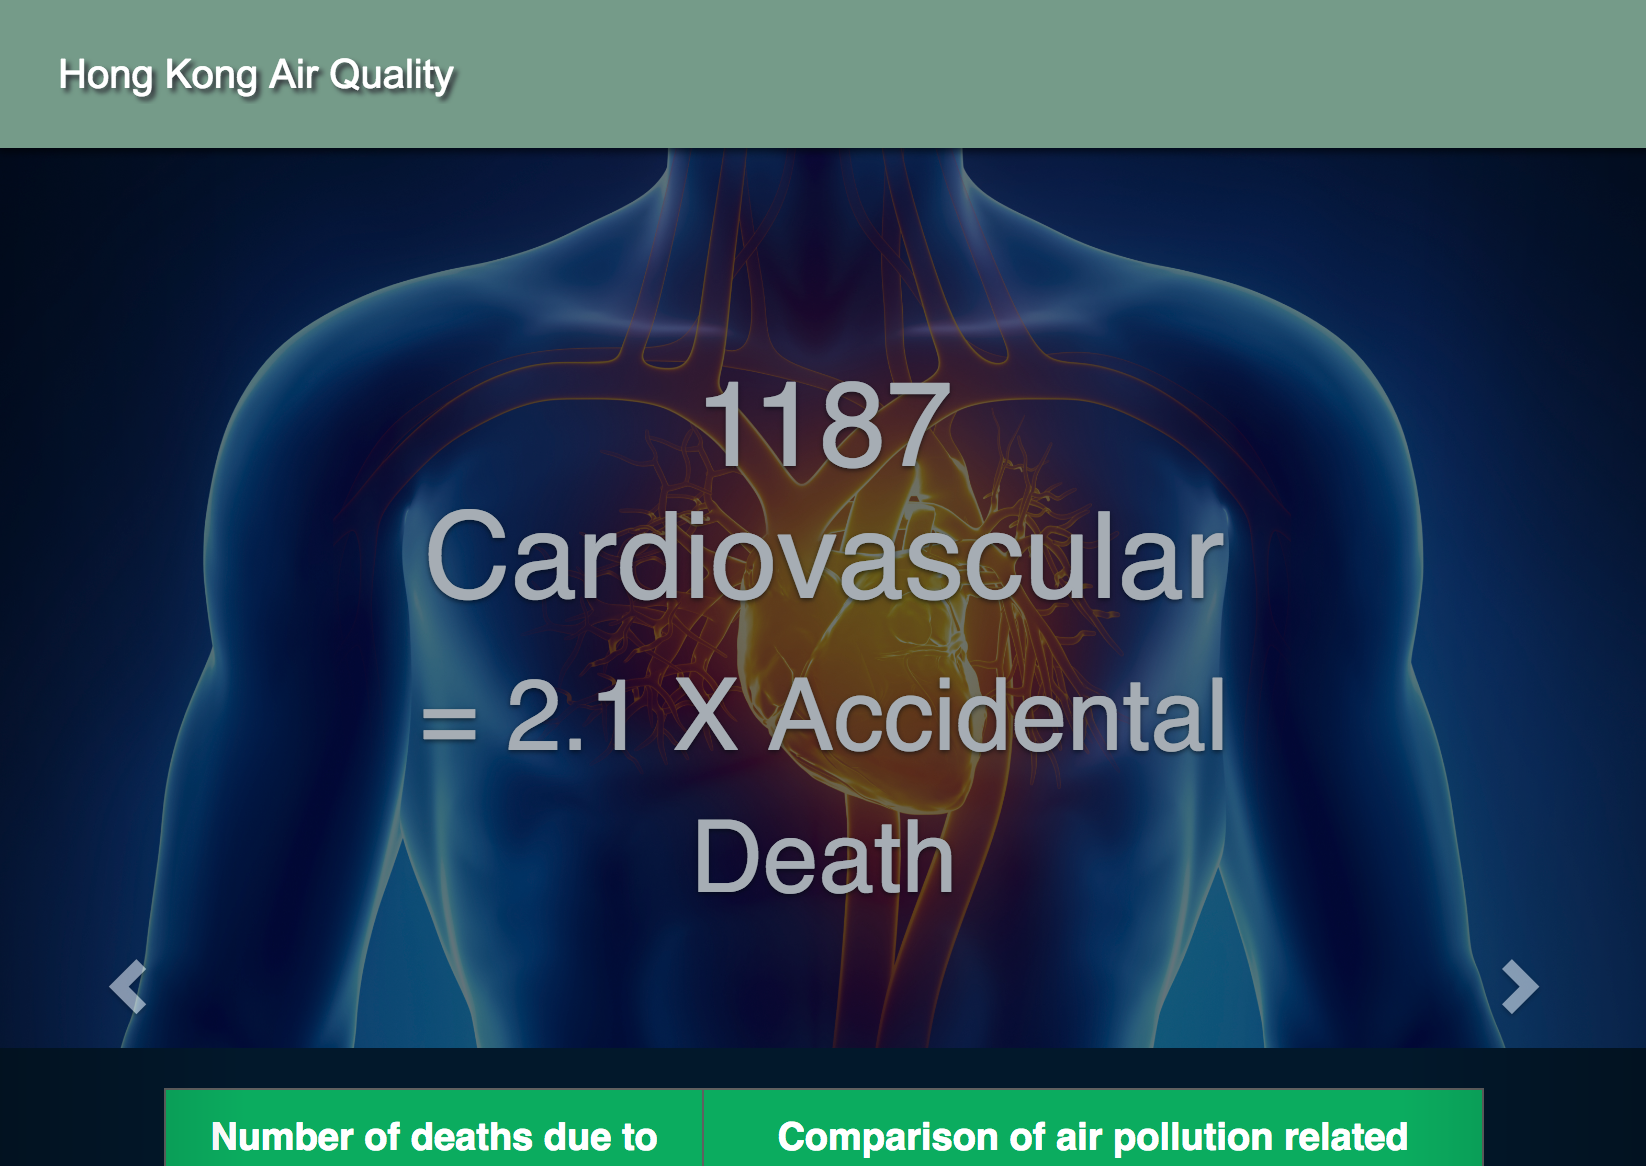 Hong Kong Air Quality
1187
Cardiovascular
= 2.1 X Accidental
Death
Number of deaths due to
Comparison of air pollution related